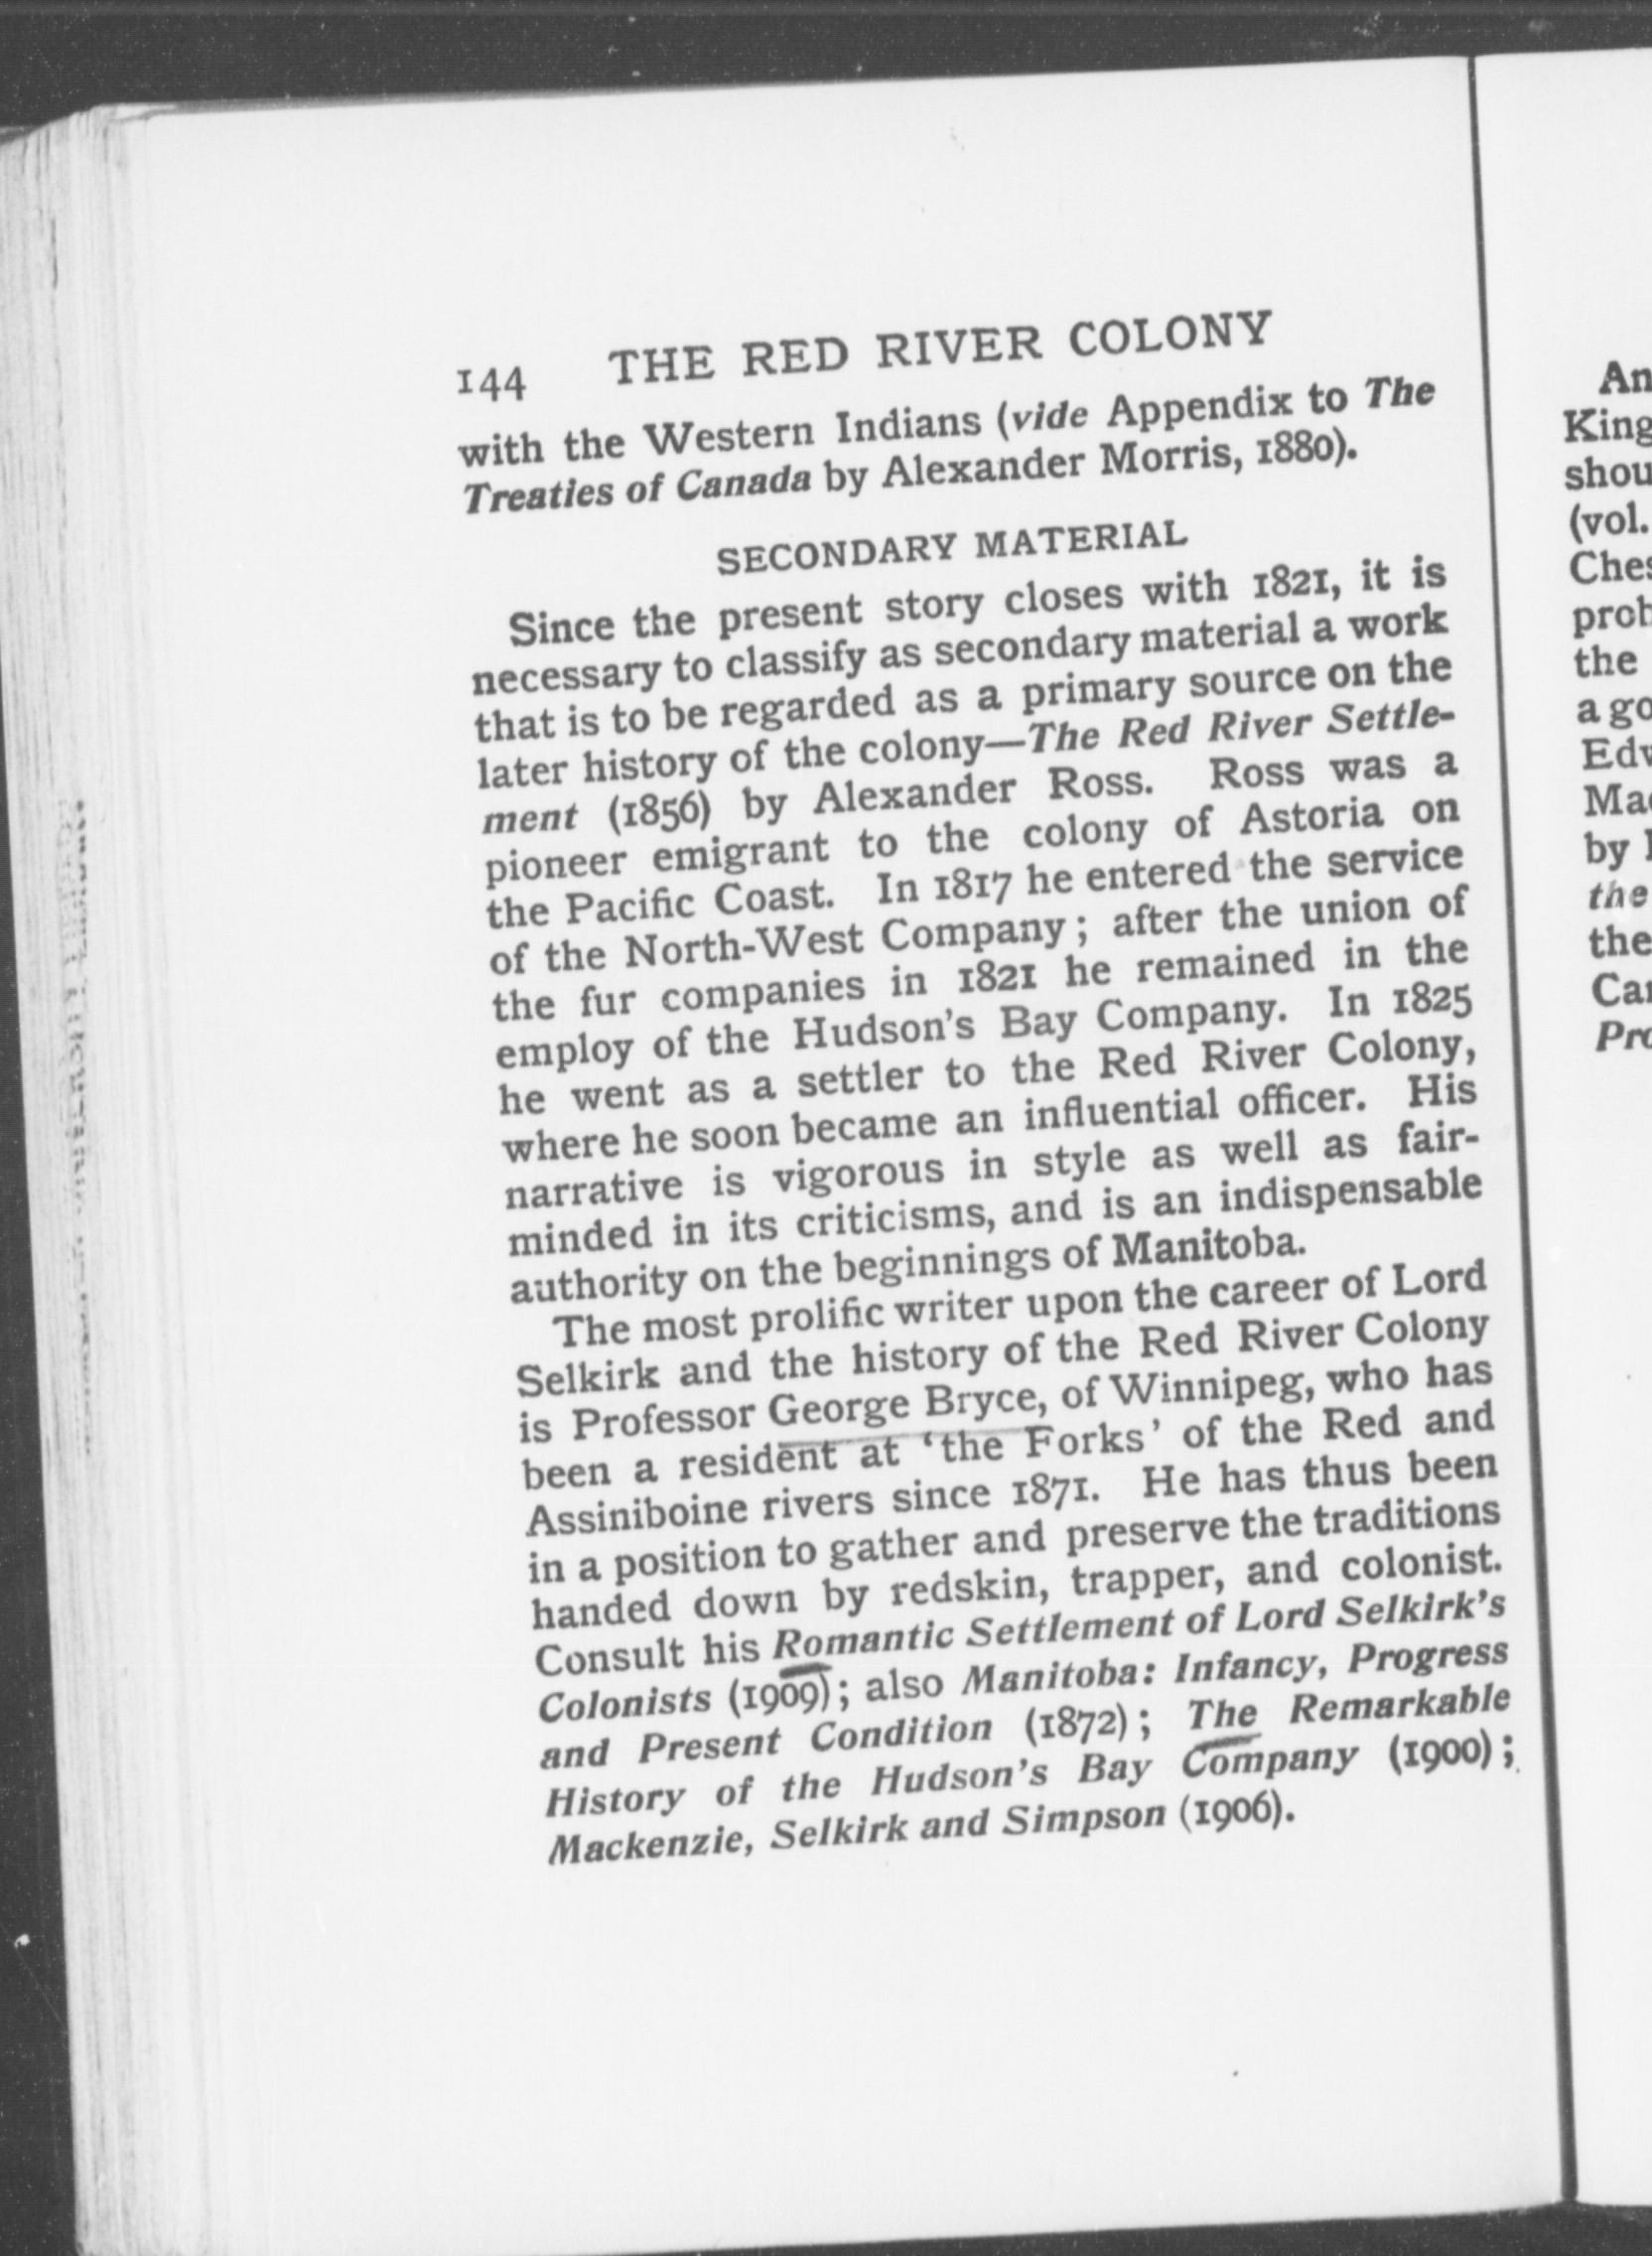 144 THE RED RIVER COLONY
with the Western Indians (vide Appendix to The
Treaties of Canada by Alexander Morris, 1880).
SECONDARY MATERIAL
Since the present story closes with 1821, it is
necessary to classify as secondary material a work
that is to be regarded as a primary source on the
later history of the colony—The Red River Settle-
ment (1856) by Alexander Ross. Ross was a
pioneer emigrant to the colony of Astoria on
the Pacific Coast. In 1817 he entered the service
of the North-West Company; after the union of
the fur companies in 1821 he remained in the
employ of the Hudson's Bay Company. In 1825
he went as a settler to the Red River Colony,
where he soon became an influential officer. His
narrative is vigorous in style as well as fair-
minded in its criticisms, and is an indispensable
authority on the beginnings of Manitoba.
The most prolific writer upon the career of Lord
Selkirk and the history of the Red River Colony
is Professor George Bryce, of Winnipeg, who has
been a resident at 'the Forks' of the Red and
Assiniboine rivers since 1871. He has thus been
in a position to gather and preserve the traditions
handed down by redskin, trapper, and colonist.
Consult his Romantic Settlement of Lord Selkirk's
Colonists (1909); also Manitoba: Infancy, Progress
and Present Condition (1872); The Remarkable
History of the Hudson's Bay Company (1900);
Mackenzie, Selkirk and Simpson (1906).
An
King
shou
(vol.
Ches
prob
the
a go
Edw
Mac
by
the
the
Car
Pro